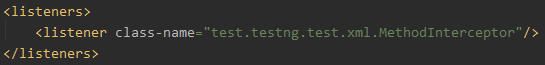 <listeners>
    <listener class-name="test.testng.test.xml.MethodInterceptor"/>
</listeners>